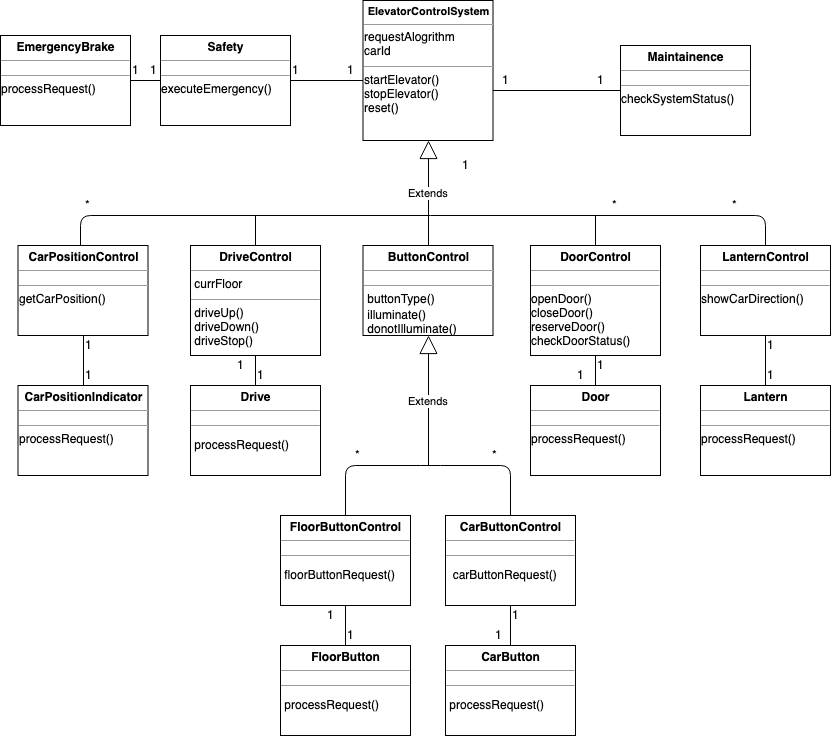 ElevatorControlSystem
requestAlogrithm
carId
startElevator()
stopElevator()
reset()
EmergencyBrake
processRequest()
1
1
Safety
executeEmergency()
1
1
1
1
Maintainence
checkSystemStatus()
1
Extends
*
*
*
CarPositionControl
getCarPosition()
DriveControl
currFloor
driveUp()
driveDown()
driveStop()
ButtonControl
buttonType()
illuminate()
donotIlluminate()
DoorControl
openDoor()
closeDoor()
reserveDoor()
checkDoorStatus()
LanternControl
showCarDirection()
1
1
1
1
1
1
1
1
CarPositionIndicator
processRequest()
Drive
processRequest()
Extends
Door
processRequest()
Lantern
processRequest()
*
*
FloorButtonControl
floorButtonRequest()
CarButtonControl
carButtonRequest()
1
1
1
1
FloorButton
processRequest()
CarButton
processRequest()